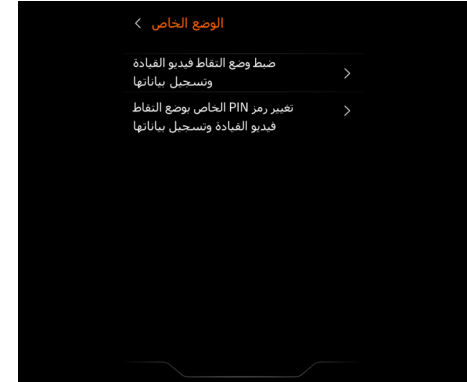 الوضع الخاص
ضبط وضع التقاط فيديو القيادة
وتسجيل بياناتها
تغيير رمز PIN الخاص بوضع التقاط
فيديو القيادة وتسجيل بياناتها